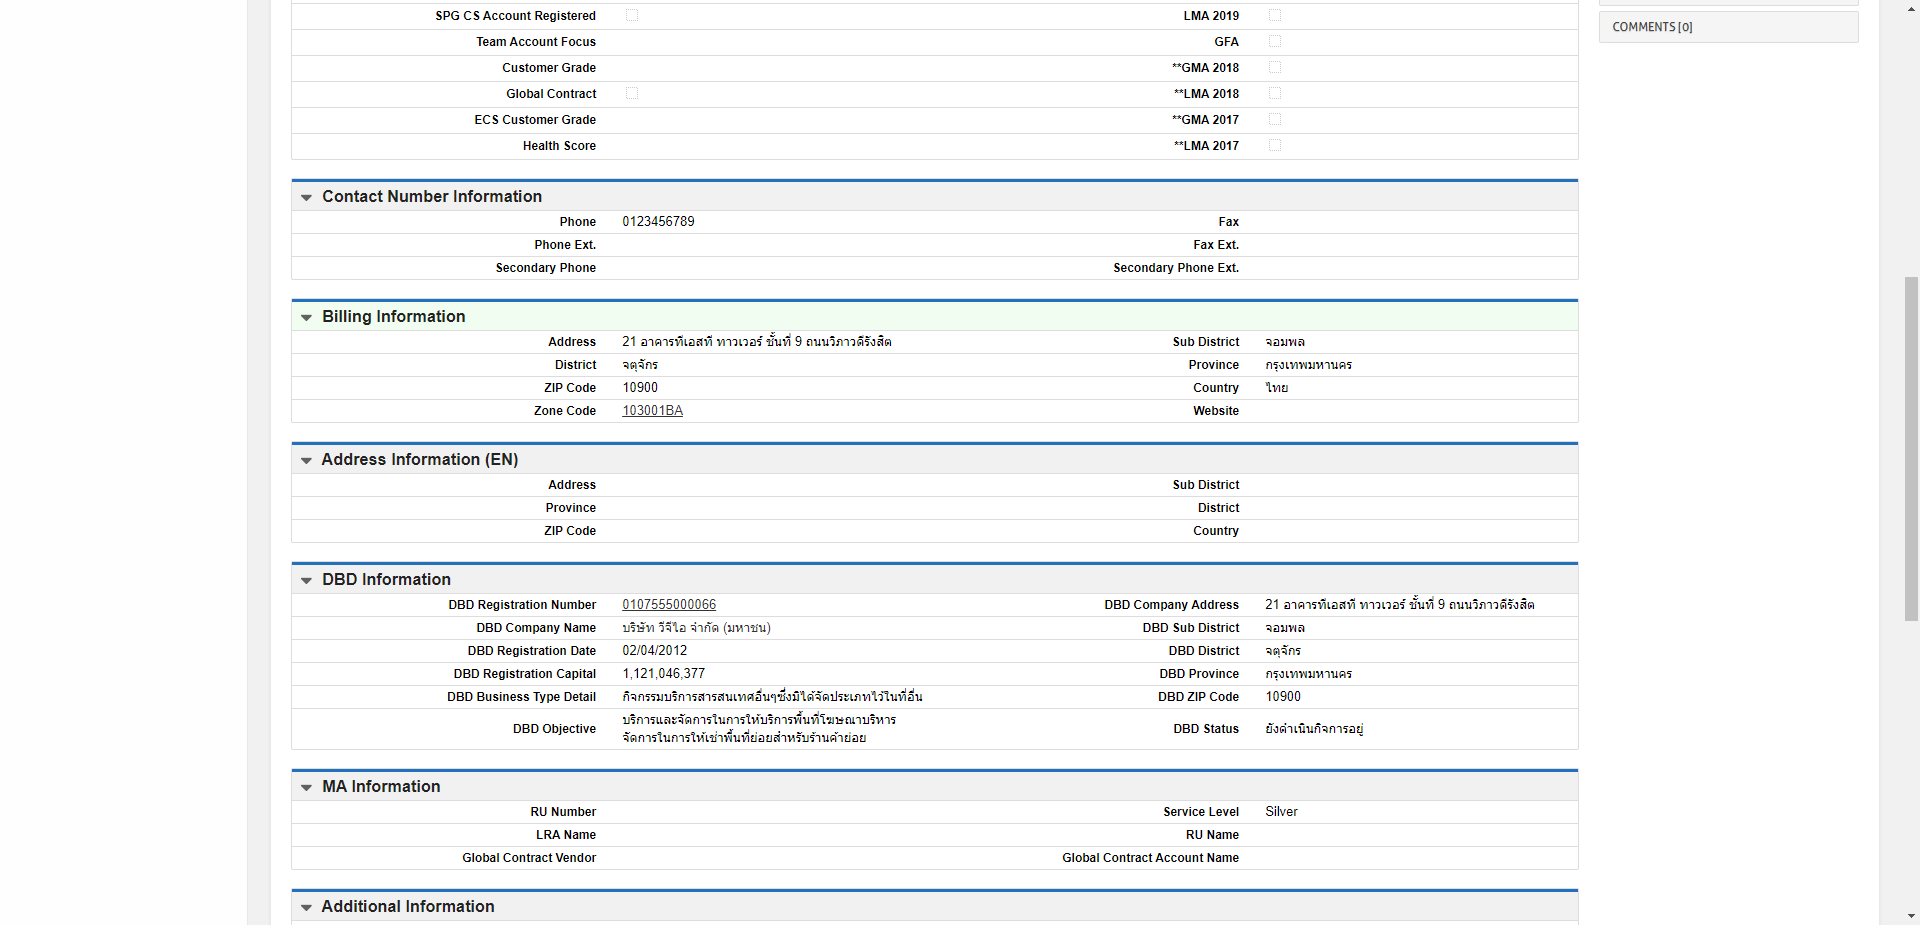 SPG CS Account Registered LMA 2019
COMMENTS [0]
Team Account Focus GFA
Customer Grade **GMA 2018
Global Contract **LMA 2018
ECS Customer Grade **GMA 2017
Health Score **LMA 2017
Contact Number Information
Phone 0123456789 Fax
Phone Ext. Fax Ext.
Secondary Phone Secondary Phone Ext.
Billing Information
Address 21 อาคารทีเอสที ทาวเวอร์ ชั้นที่ 9 ถนนวิภาวดีรังสิต Sub District จอมพล
District จตุจักร Province กรุงเทพมหานคร
ZIP Code 10900 Country ไทย
Zone Code 103001BA Website
Address Information (EN)
Address Sub District
Province District
ZIP Code Country
DBD Information
DBD Registration Number 0107555000066 DBD Company Address 21 อาคารทีเอสที ทาวเวอร์ ชั้นที่ 9 ถนนวิภาวดีรังสิต
DBD Company Name บริษัท วีจีไอ จำกัด (มหาชน) DBD Sub District จอมพล
DBD Registration Date 02/04/2012 DBD District จตุจักร
DBD Registration Capital 1,121,046,377 DBD Province กรุงเทพมหานคร
DBD Business Type Detail กิจกรรมบริการสารสนเทศอื่นๆซึ่งมิได้จัดประเภทไว้ในที่อื่น DBD ZIP Code 10900
DBD Objective บริการและจัดการในการให้บริการพื้นที่โฆษณาบริหาร
จัดการในการให้เช่าพื้นที่ย่อยสำหรับร้านค้าย่อย DBD Status ยังดำเนินกิจการอยู่
MA Information
RU Number Service Level Silver
LRA Name RU Name
Global Contract Vendor Global Contract Account Name
Additional Information